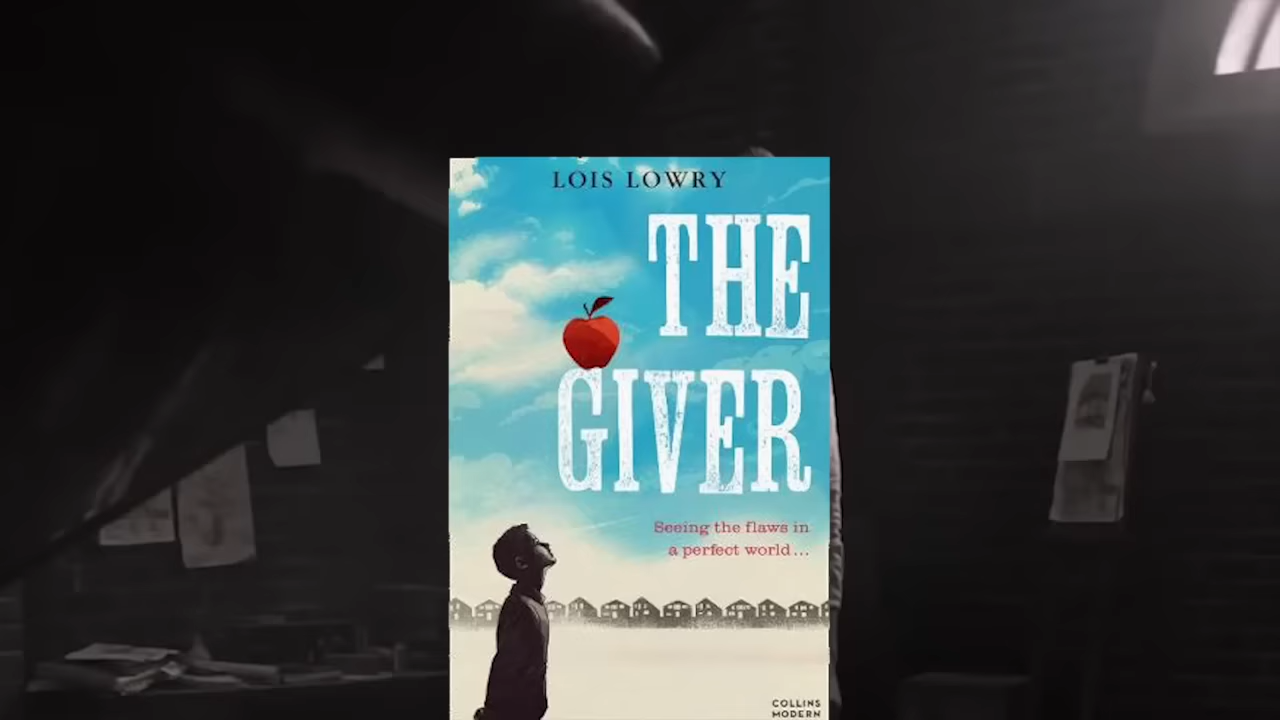 LOIS LOWRY
THE
GIVER
Seeing the flaws in
a perfect world...
COLLINS
MODERN